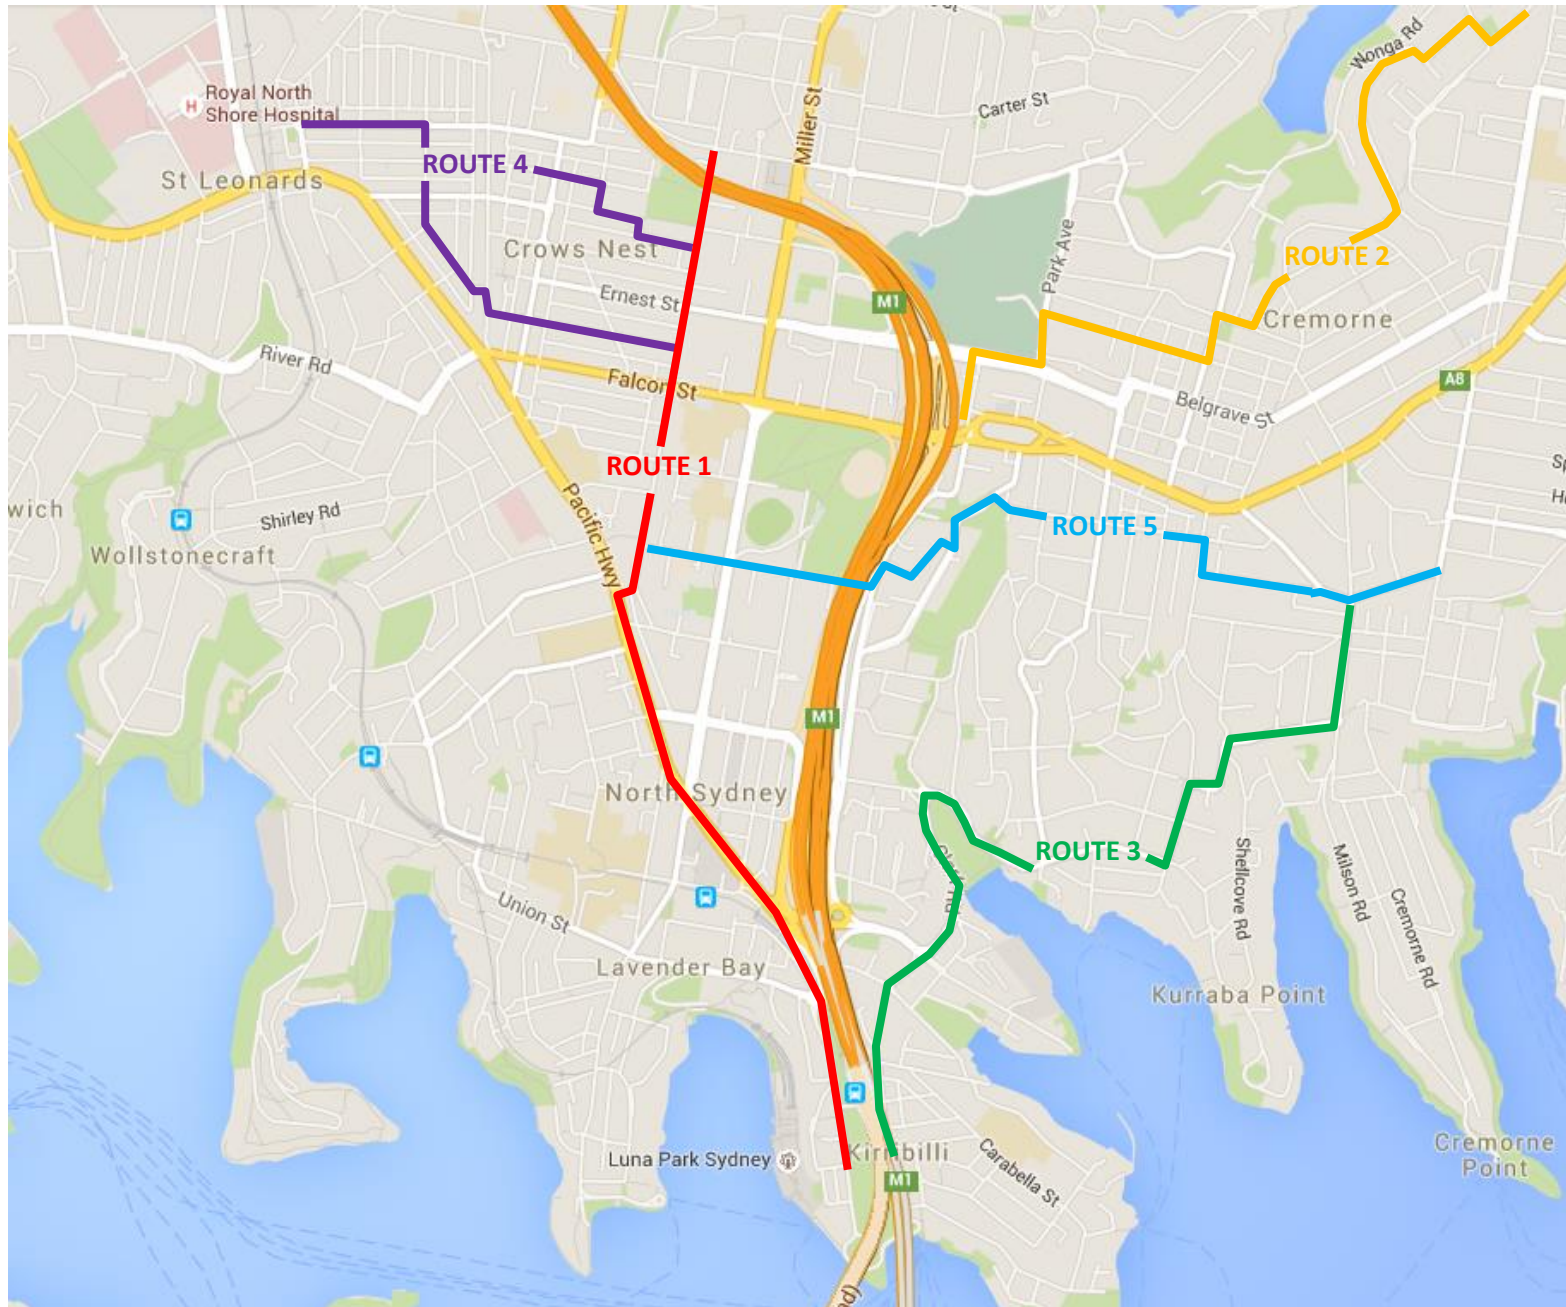 Wonga Rd
Royal North
Shore Hospital
Carter St
Miller St
ROUTE 4
St Leonards
Crows Nest
Park Ave
ROUTE 2
Ernest St
M1
Cremorne
River Rd
Falcon St
A8
Belgrave St
ROUTE 1
Pacific Hwy
wich
Shirley Rd
ROUTE 5
Wollstonecraft
M1
North Sydney
ROUTE 3
Shellcove Rd
Milson Rd
Cremorne Rd
Union St
Lavender Bay
Kurraba Point
Luna Park Sydney
Kirribilli
Carabella St
M1
Cremorne
Point